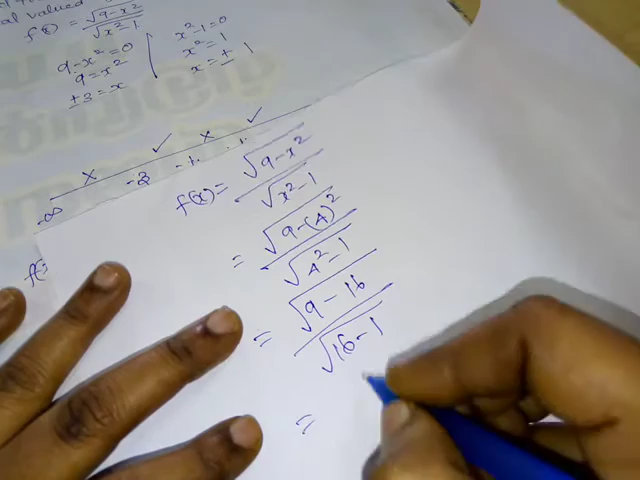 al valued
f(x) = √9-x² / √x²-1
9-x²=0
9=x²
±3=x
x²-1=0
x²=1
x=±1
x ✓ x ✓
-∞ -3 -1 1
f(x)= √9-x² / √x²-1
= √9-(4)² / √4²-1
= √9-16 / √16-1
=
f(